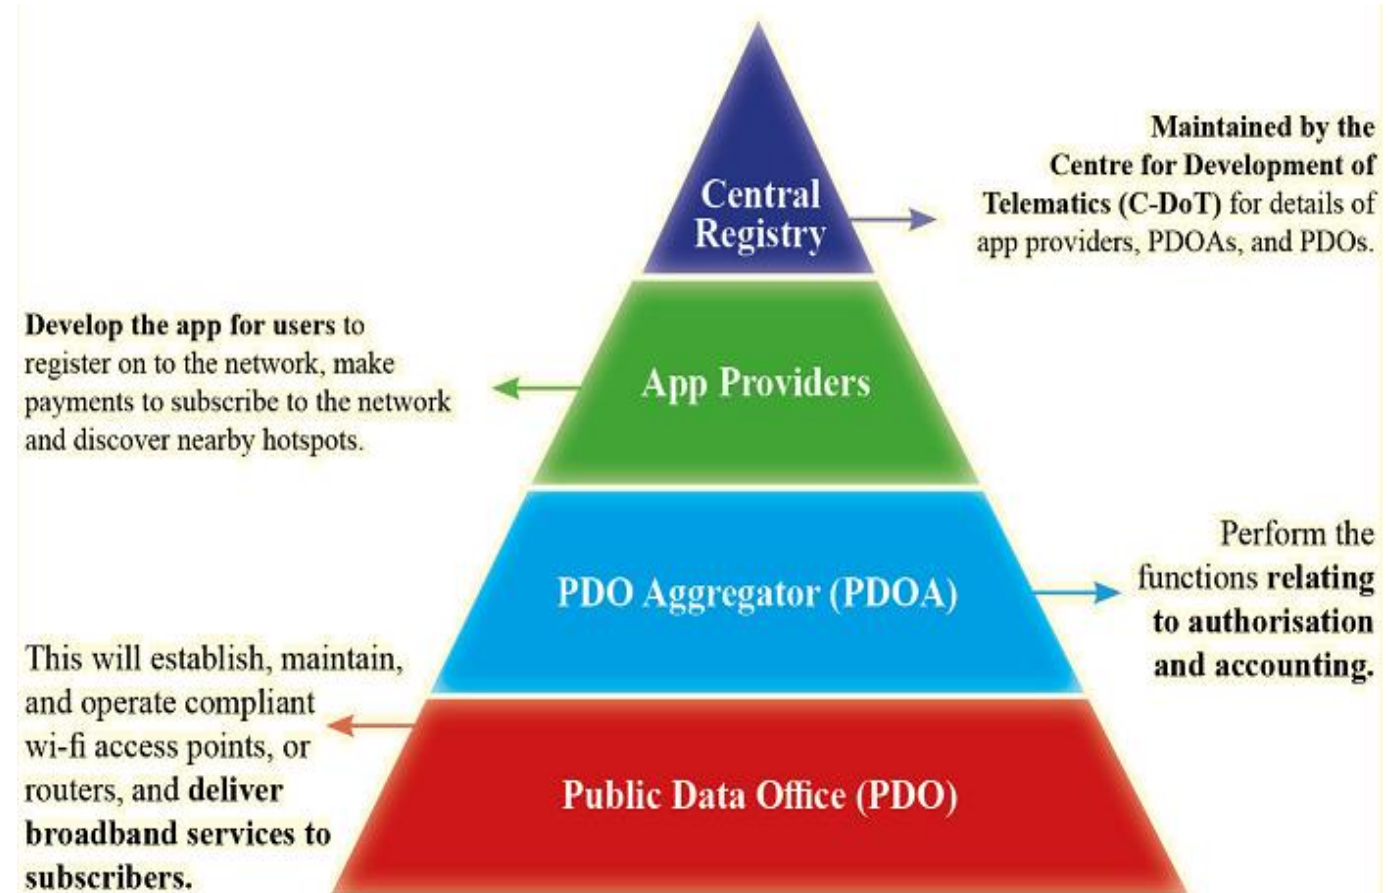 Central
Registry
Maintained by the
Centre for Development of
Telematics (C-DoT) for details of
app providers, PDOAs, and PDOs.
Develop the app for users to
register on to the network, make
payments to subscribe to the network
and discover nearby hotspots.
App Providers
PDO Aggregator (PDOA)
Perform the
functions relating
to authorisation
and accounting.
This will establish, maintain,
and operate compliant
wi-fi access points, or
routers, and deliver
broadband services to
subscribers.
Public Data Office (PDO)